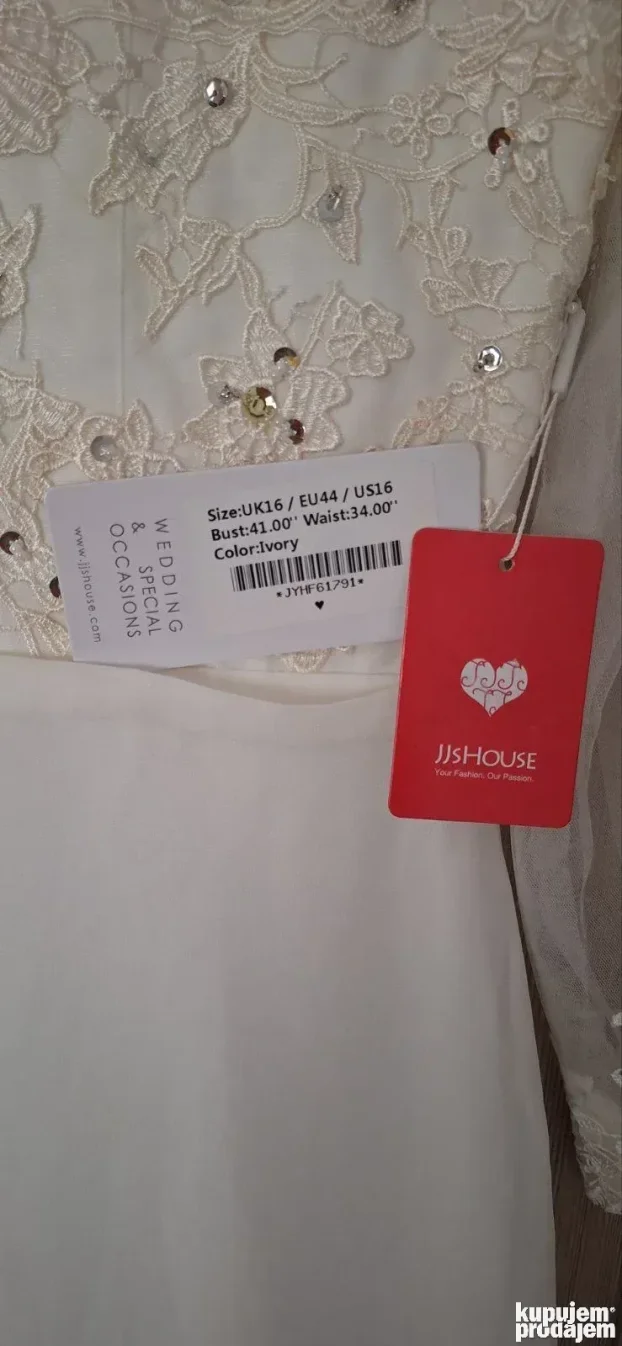 Size:UK16 / EU44 / US16
Bust:41.00'' Waist:34.00''
Color:Ivory
*JYHF61791*
♥
WEDDING
& SPECIAL
OCCASIONS
www.jjshouse.com
JJ's
JJsHOUSE
Your Fashion, Our Passion.
kupujem
prodajem